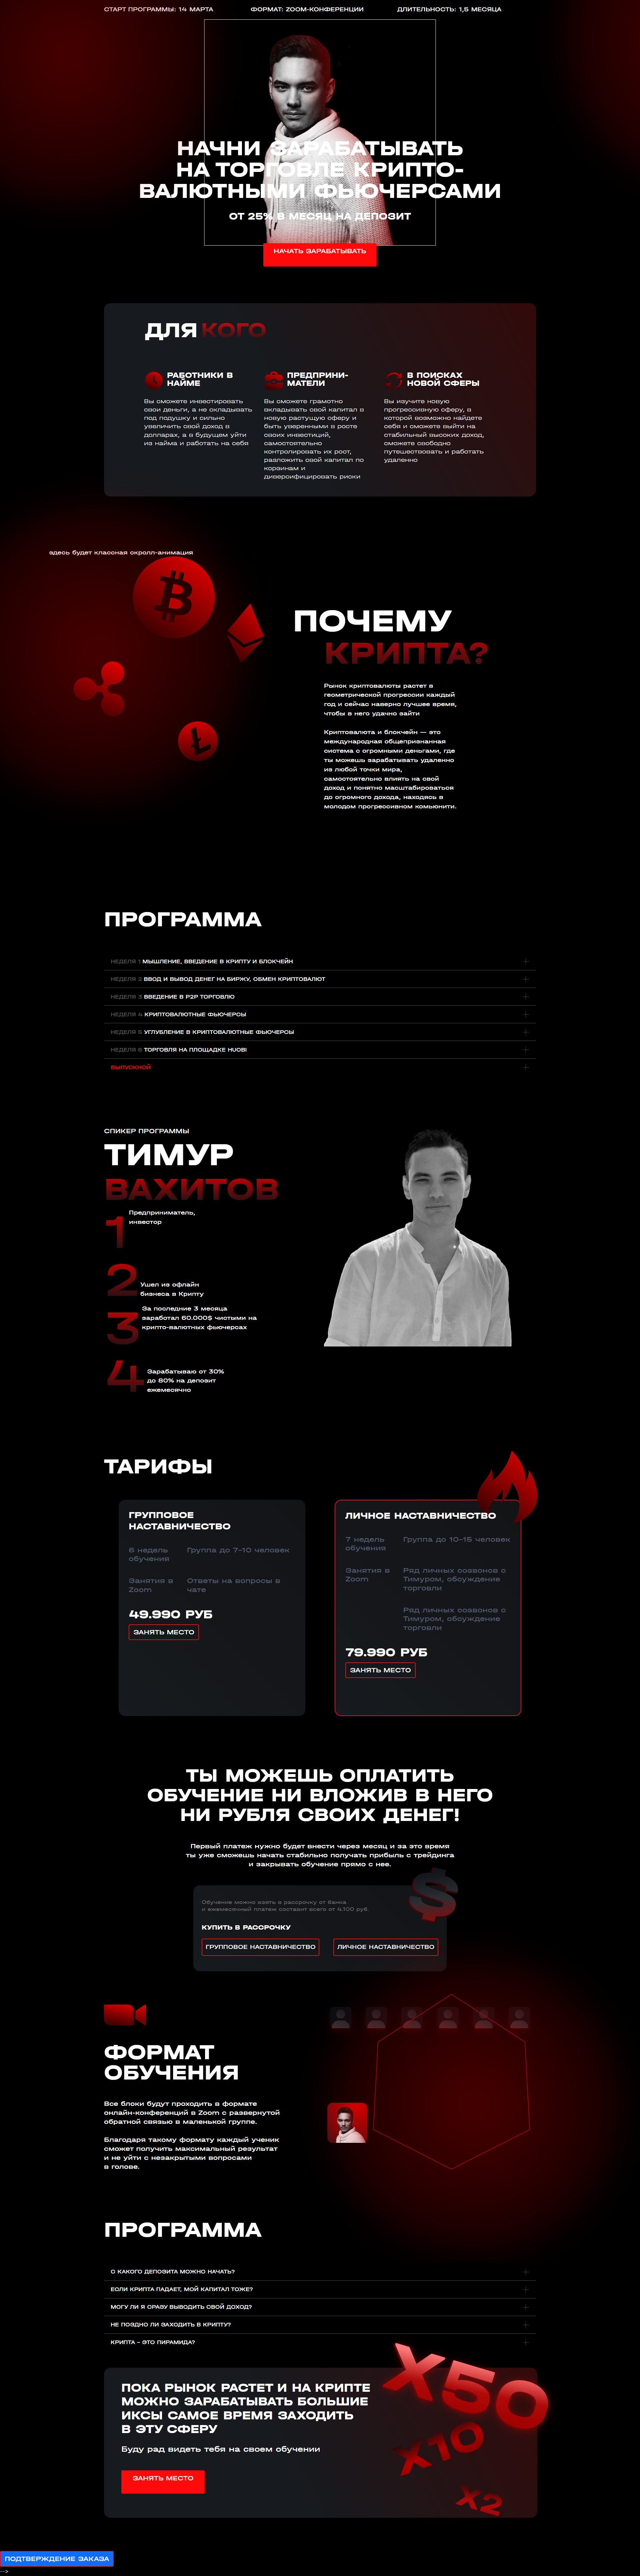 СТАРТ ПРОГРАММЫ: 14 МАРТА
ФОРМАТ: ZOOM-КОНФЕРЕНЦИИ
ДЛИТЕЛЬНОСТЬ: 1,5 МЕСЯЦА
НАЧНИ ЗАРАБАТЫВАТЬ
НА ТОРГОВЛЕ КРИПТО-
ВАЛЮТНЫМИ ФЬЮЧЕРСАМИ
ОТ 25% В МЕСЯЦ НА ДЕПОЗИТ
НАЧАТЬ ЗАРАБАТЫВАТЬ
ДЛЯ КОГО
РАБОТНИКИ В
НАЙМЕ
Вы сможете инвестировать
свои деньги, а не складывать
под подушку и сильно
увеличить свой доход в
долларах, а в будущем уйти
из найма и работать на себя
ПРЕДПРИНИ-
МАТЕЛИ
Вы сможете грамотно
вкладывать свой капитал в
новую растущую сферу и
быть уверенными в росте
своих инвестиций,
самостоятельно
контролировать их рост,
разложить свой капитал по
корзинам и
диверсифицировать риски
В ПОИСКАХ
НОВОЙ СФЕРЫ
Вы изучите новую
прогрессивную сферу, в
которой возможно найдете
себя и сможете выйти на
стабильный высоких доход,
сможете свободно
путешествовать и работать
удаленно
здесь будет классная скролл-анимация
ПОЧЕМУ
КРИПТА?
Рынок криптовалюты растет в
геометрической прогрессии каждый
год и сейчас наверно лучшее время,
чтобы в него удачно зайти
Криптовалюта и блокчейн — это
международная общепризнанная
система с огромными деньгами, где
ты можешь зарабатывать удаленно
из любой точки мира,
самостоятельно влиять на свой
доход и понятно масштабироваться
до огромного дохода, находясь в
молодом прогрессивном комьюнити.
ПРОГРАММА
НЕДЕЛЯ 1 МЫШЛЕНИЕ, ВВЕДЕНИЕ В КРИПТУ И БЛОКЧЕЙН
НЕДЕЛЯ 2 ВВОД И ВЫВОД ДЕНЕГ НА БИРЖУ, ОБМЕН КРИПТОВАЛЮТ
НЕДЕЛЯ 3 ВВЕДЕНИЕ В P2P ТОРГОВЛЮ
НЕДЕЛЯ 4 КРИПТОВАЛЮТНЫЕ ФЬЮЧЕРСЫ
НЕДЕЛЯ 5 УГЛУБЛЕНИЕ В КРИПТОВАЛЮТНЫЕ ФЬЮЧЕРСЫ
НЕДЕЛЯ 6 ТОРГОВЛЯ НА ПЛОЩАДКЕ HUOBI
ВЫПУСКНОЙ
СПИКЕР ПРОГРАММЫ
ТИМУР
ВАХИТОВ
1
Предприниматель,
инвестор
2
Ушел из офлайн
бизнеса в Крипту
3
За последние 3 месяца
заработал 60.000$ чистыми на
крипто-валютных фьючерсах
4
Зарабатываю от 30%
до 80% на депозит
ежемесячно
ТАРИФЫ
ГРУППОВОЕ
НАСТАВНИЧЕСТВО
6 недель
обучения
Группа до 7-10 человек
Занятия в
Zoom
Ответы на вопросы в
чате
49.990 РУБ
ЗАНЯТЬ МЕСТО
ЛИЧНОЕ НАСТАВНИЧЕСТВО
7 недель
обучения
Группа до 10-15 человек
Занятия в
Zoom
Ряд личных созвонов с
Тимуром, обсуждение
торговли
Ряд личных созвонов с
Тимуром, обсуждение
торговли
79.990 РУБ
ЗАНЯТЬ МЕСТО
ТЫ МОЖЕШЬ ОПЛАТИТЬ
ОБУЧЕНИЕ НИ ВЛОЖИВ В НЕГО
НИ РУБЛЯ СВОИХ ДЕНЕГ!
Первый платеж нужно будет внести через месяц и за это время
ты уже сможешь начать стабильно получать прибыль с трейдинга
и закрывать обучение прямо с нее.
Обучение можно взять в рассрочку от банка
и ежемесячный платеж составит всего от 4.100 руб.
$
КУПИТЬ В РАССРОЧКУ
ГРУППОВОЕ НАСТАВНИЧЕСТВО
ЛИЧНОЕ НАСТАВНИЧЕСТВО
ФОРМАТ
ОБУЧЕНИЯ
Все блоки будут проходить в формате
онлайн-конференций в Zoom с развернутой
обратной связью в маленькой группе.
Благодаря такому формату каждый ученик
сможет получить максимальный результат
и не уйти с незакрытыми вопросами
в голове.
ПРОГРАММА
С КАКОГО ДЕПОЗИТА МОЖНО НАЧАТЬ?
ЕСЛИ КРИПТА ПАДАЕТ, МОЙ КАПИТАЛ ТОЖЕ?
МОГУ ЛИ Я СРАЗУ ВЫВОДИТЬ СВОЙ ДОХОД?
НЕ ПОЗДНО ЛИ ЗАХОДИТЬ В КРИПТУ?
КРИПТА - ЭТО ПИРАМИДА?
ПОКА РЫНОК РАСТЕТ И НА КРИПТЕ
МОЖНО ЗАРАБАТЫВАТЬ БОЛЬШИЕ
ИКСЫ САМОЕ ВРЕМЯ ЗАХОДИТЬ
В ЭТУ СФЕРУ
Буду рад видеть тебя на своем обучении
ЗАНЯТЬ МЕСТО
X50
X10
X2
ПОДТВЕРЖДЕНИЕ ЗАКАЗА
-->